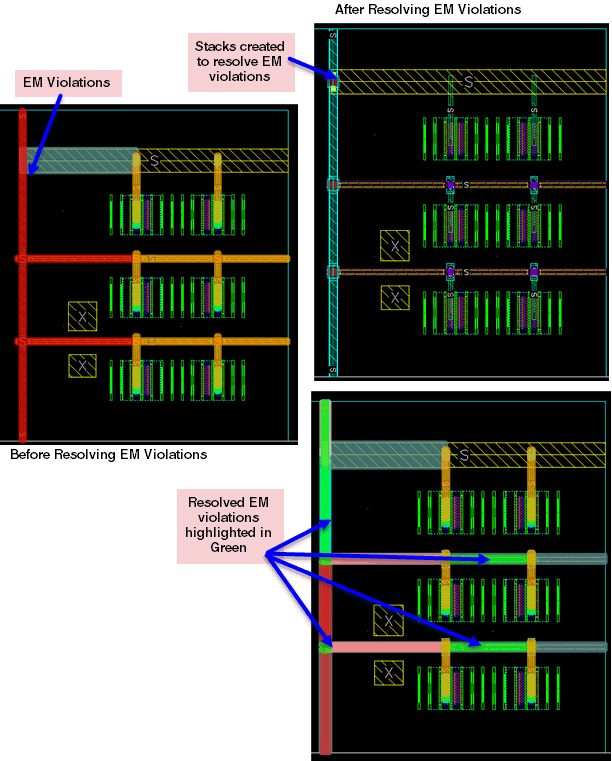 After Resolving EM Violations
Stacks created
to resolve EM
violations
EM Violations
S
S
X
X
X
X
Before Resolving EM Violations
Resolved EM
violations
highlighted in
Green
S
X
X